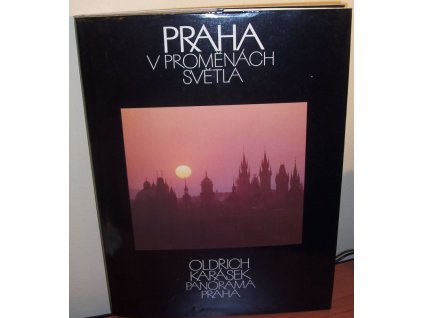 PRAHA
V PROMĚNÁCH
SVĚTLA
OLDŘICH
KARÁSEK
PANORAMA
PRAHA